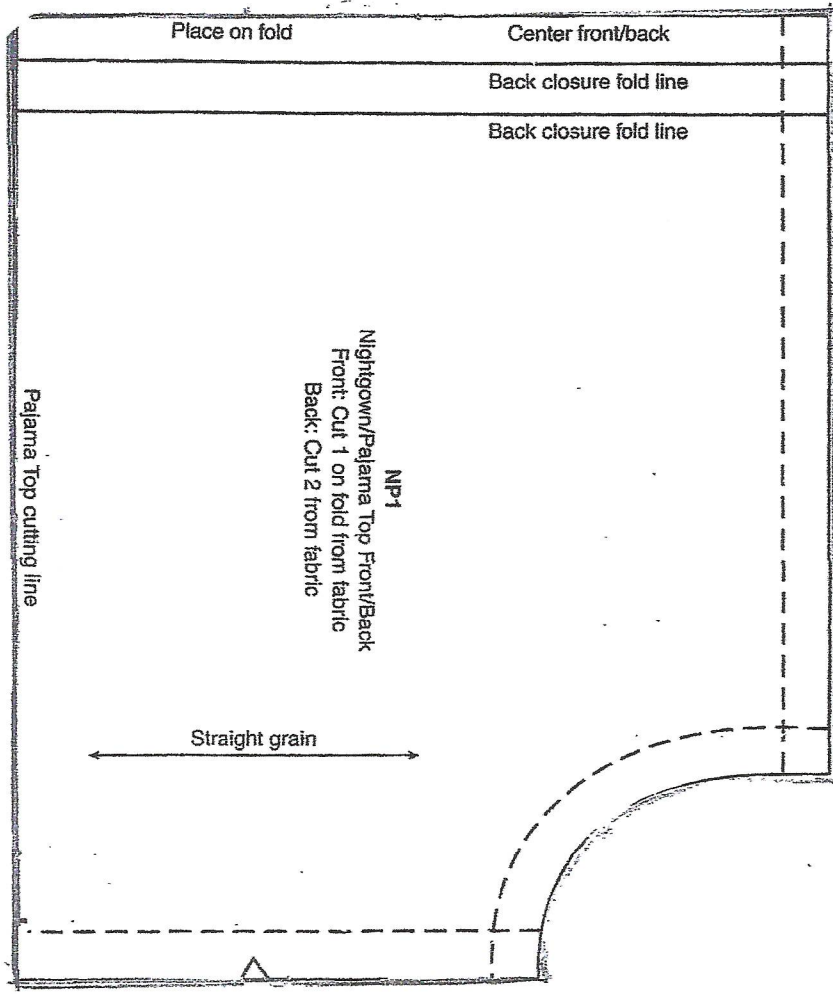 Place on fold
Center front/back
Back closure fold line
Back closure fold line
NP1
Nightgown/Pajama Top Front/Back
Front: Cut 1 on fold from fabric
Back: Cut 2 from fabric
Pajama Top cutting line
Straight grain